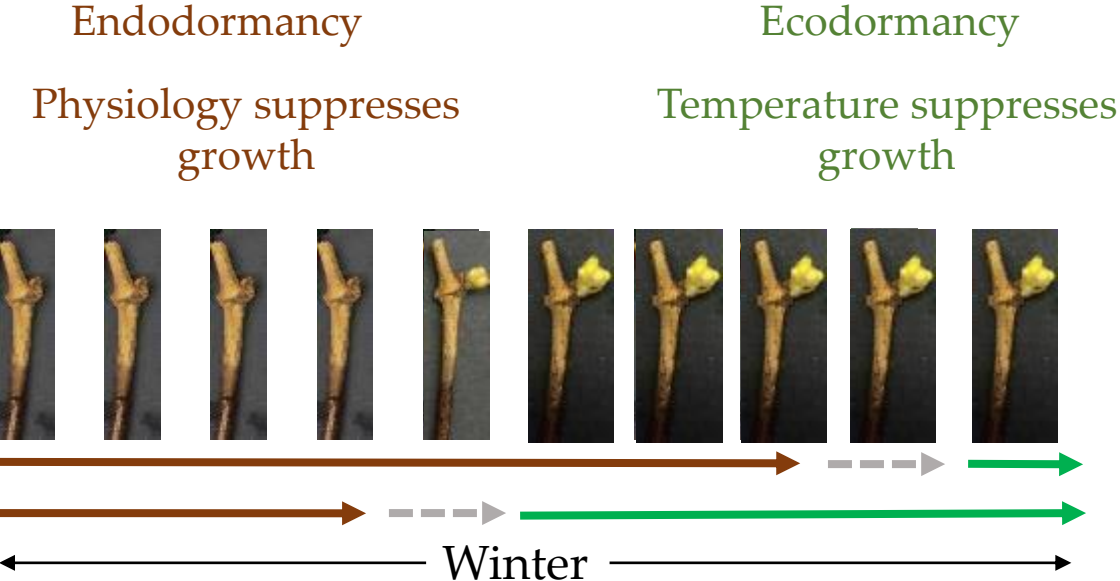 Endodormancy
Ecodormancy
Physiology suppresses
growth
Temperature suppresses
growth
Winter